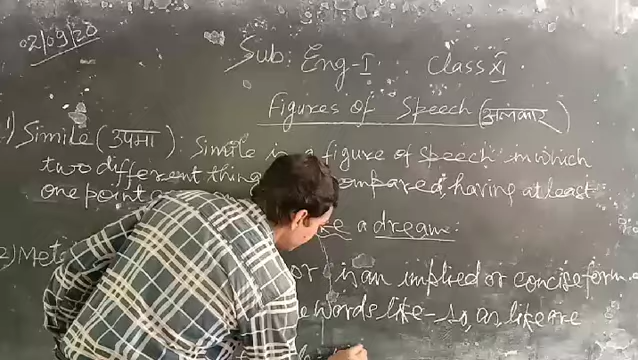 02/09/20
Sub: Eng-I Class XI
Figures of Speech (अलंकार)
1) Simile (उपमा): Simile is a figure of speech in which
two different thing compared, having at least
one point
a dream.
2) Met or is an implied or concise form
words like - so, as, like are